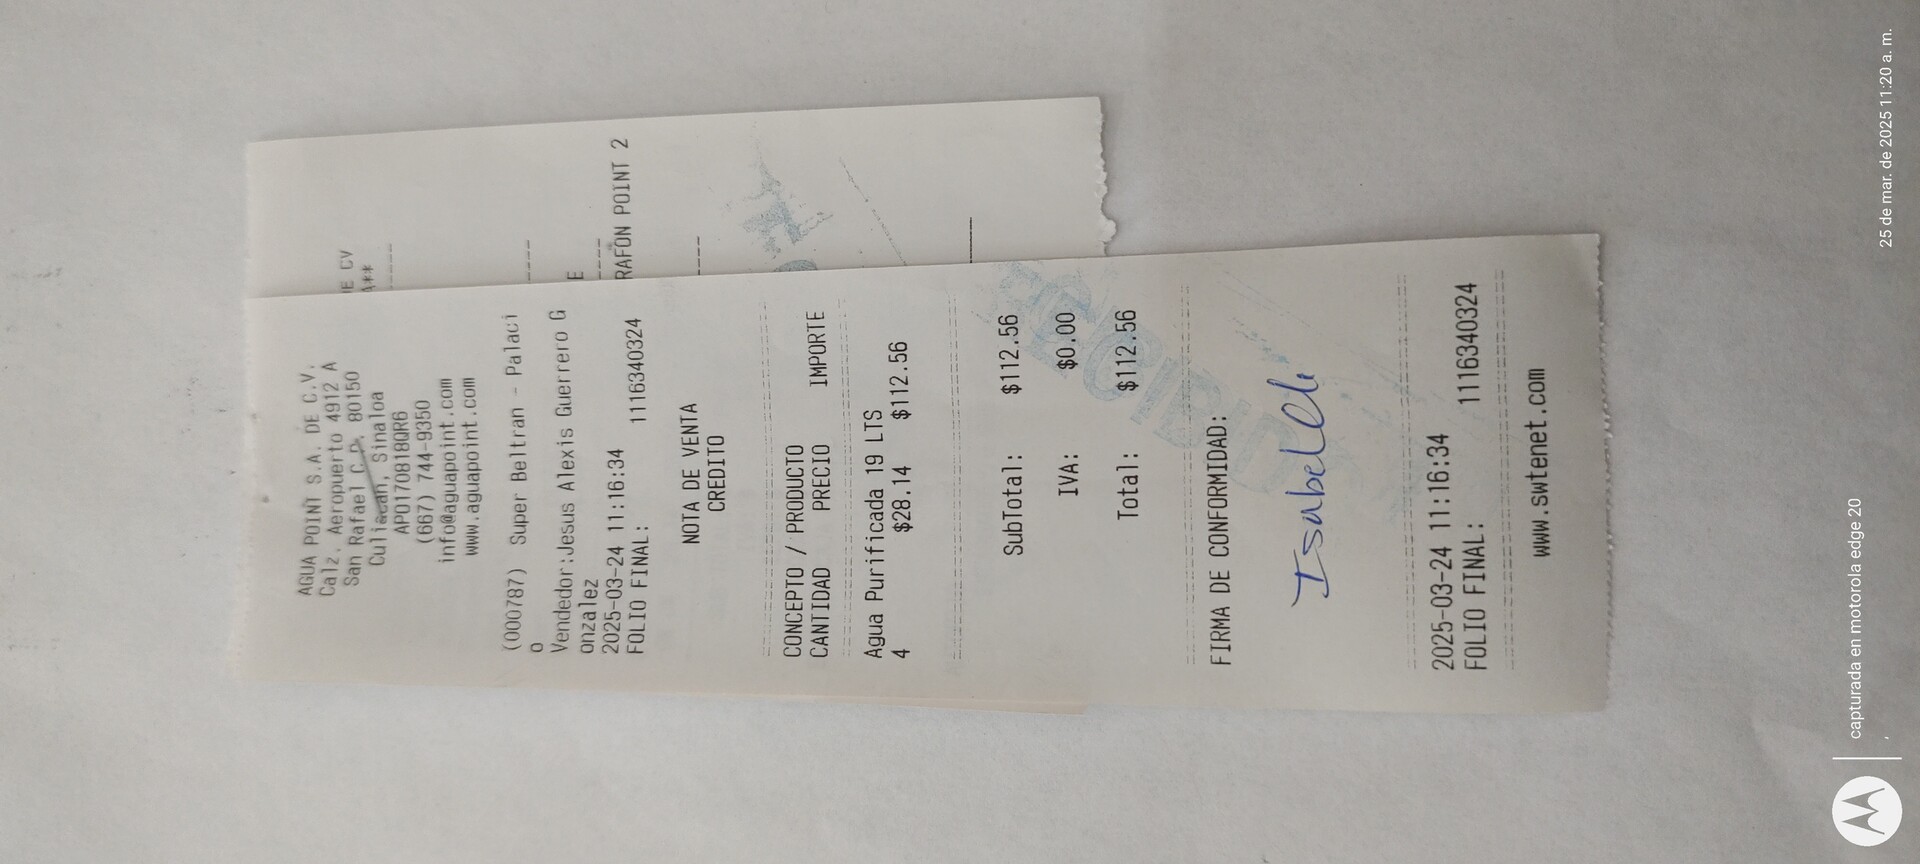 AGUA POINT S.A. DE C.V.
Calz. Aeropuerto 4912 A
San Rafael C.P. 80150
Culiacan, Sinaloa
APO170818QR6
(667) 744-9350
info@aguapoint.com
www.aguapoint.com
(000787) Super Beltran - Palaci
o
Vendedor:Jesus Alexis Guerrero G
onzalez
2025-03-24 11:16:34
FOLIO FINAL: 1116340324
NOTA DE VENTA
CREDITO
CONCEPTO / PRODUCTO
CANTIDAD PRECIO IMPORTE
Agua Purificada 19 LTS
4 $28.14 $112.56
SubTotal: $112.56
IVA: $0.00
Total: $112.56
RECIBIDO
FIRMA DE CONFORMIDAD:
Isabelli
2025-03-24 11:16:34
FOLIO FINAL: 1116340324
www.swtenet.com
DE CV
A**
E
RAFON POINT 2
capturada en motorola edge 20
25 de mar. de 2025 11:20 a. m.